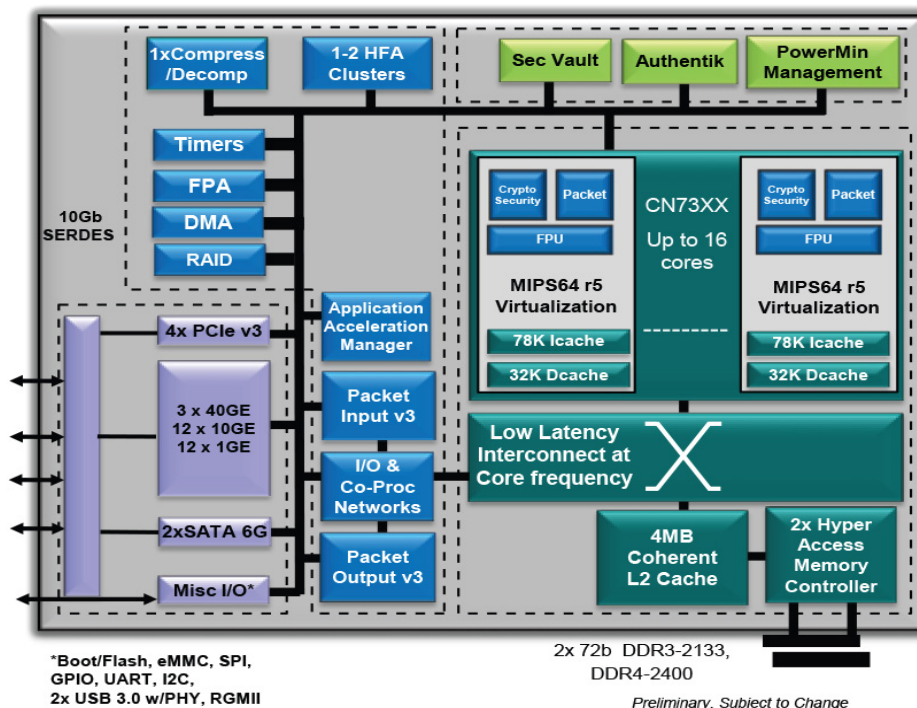 1xCompress
/Decomp
1-2 HFA
Clusters
Sec Vault
Authentik
PowerMin
Management
Timers
FPA
DMA
RAID
10Gb
SERDES
Crypto
Security
Packet
FPU
MIPS64 r5
Virtualization
78K Icache
32K Dcache
CN73XX
Up to 16
cores
Crypto
Security
Packet
FPU
MIPS64 r5
Virtualization
78K Icache
32K Dcache
4x PCIe v3
3 x 40GE
12 x 10GE
12 x 1GE
2xSATA 6G
Misc I/O*
Application
Acceleration
Manager
Packet
Input v3
I/O &
Co-Proc
Networks
Packet
Output v3
Low Latency
Interconnect at
Core frequency
4MB
Coherent
L2 Cache
2x Hyper
Access
Memory
Controller
*Boot/Flash, eMMC, SPI,
GPIO, UART, I2C,
2x USB 3.0 w/PHY, RGMII
2x 72b DDR3-2133,
DDR4-2400
Preliminary, Subject to Change